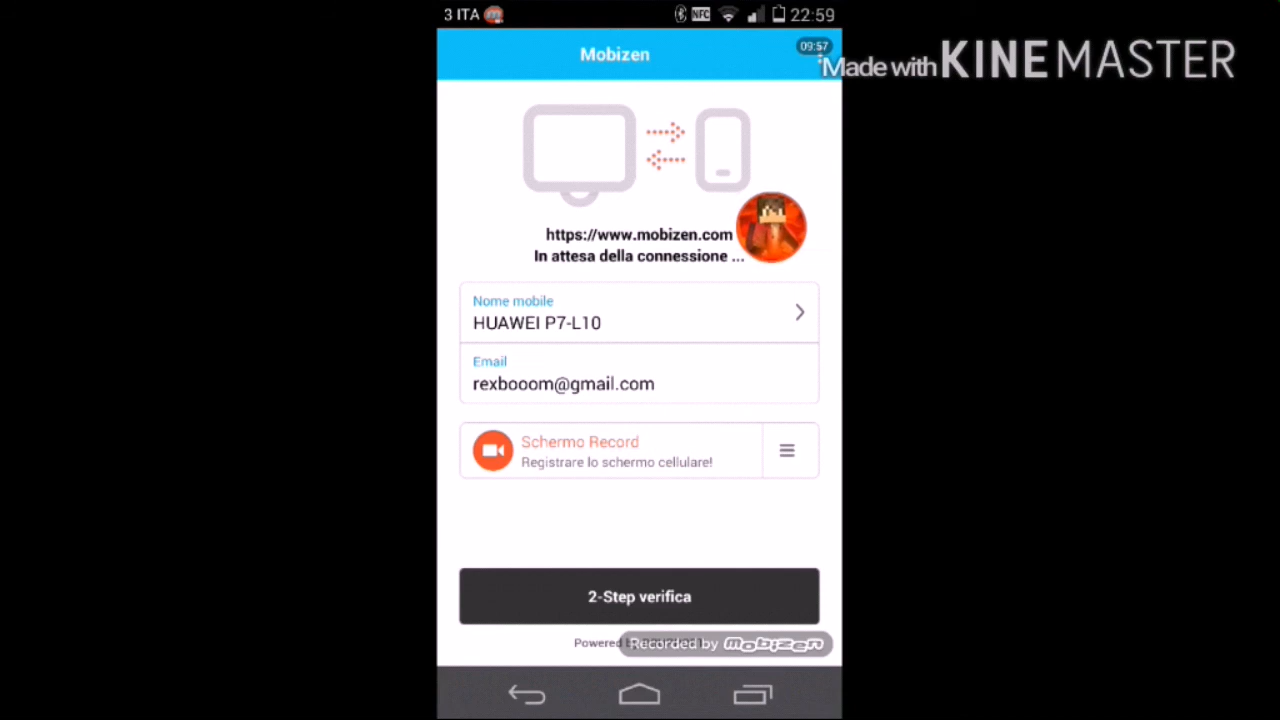 3 ITA
NFC
22:59
Mobizen
09:57
Made with KINEMASTER
https://www.mobizen.com
In attesa della connessione ...
Nome mobile
HUAWEI P7-L10
Email
rexbooom@gmail.com
Schermo Record
Registrare lo schermo cellulare!
2-Step verifica
Powered
Recorded by mobizen